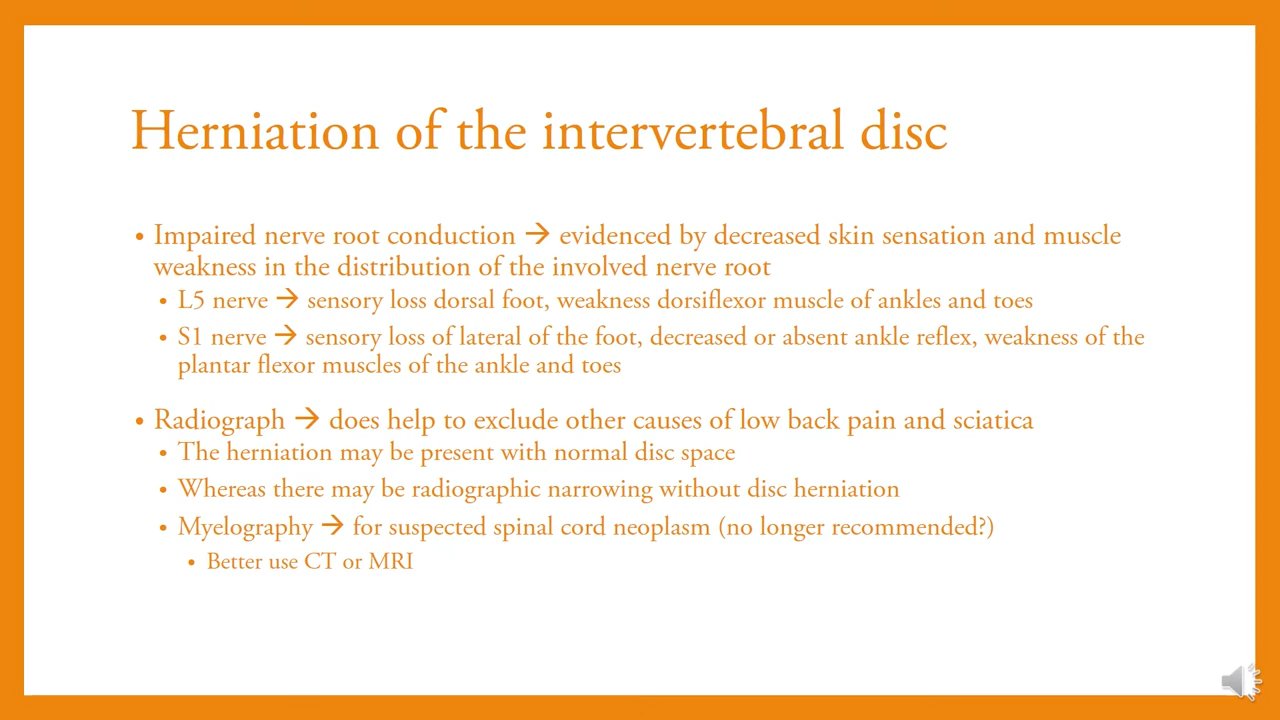 Herniation of the intervertebral disc
• Impaired nerve root conduction → evidenced by decreased skin sensation and muscle
weakness in the distribution of the involved nerve root
• L5 nerve → sensory loss dorsal foot, weakness dorsiflexor muscle of ankles and toes
• S1 nerve → sensory loss of lateral of the foot, decreased or absent ankle reflex, weakness of the
plantar flexor muscles of the ankle and toes
• Radiograph → does help to exclude other causes of low back pain and sciatica
• The herniation may be present with normal disc space
• Whereas there may be radiographic narrowing without disc herniation
• Myelography → for suspected spinal cord neoplasm (no longer recommended?)
• Better use CT or MRI